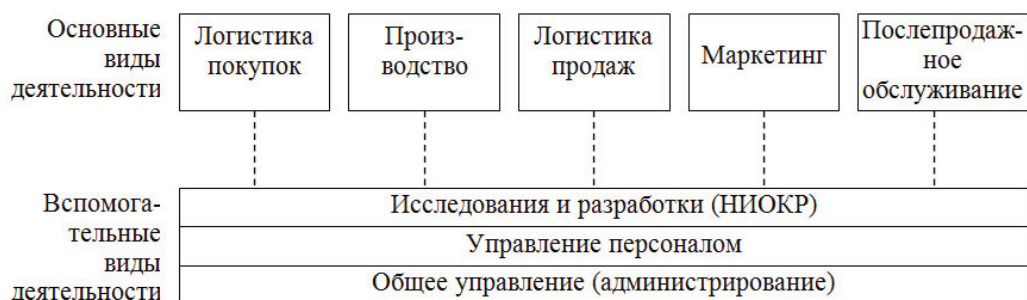 Основные
виды
деятельности
Логистика
покупок
Произ-
водство
Логистика
продаж
Маркетинг
Послепродаж-
ное
обслуживание
Вспомога-
тельные
виды
деятельности
Исследования и разработки (НИОКР)
Управление персоналом
Общее управление (администрирование)